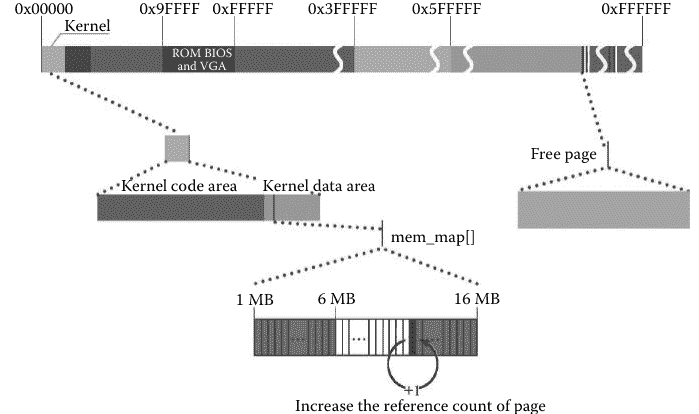 0x00000 0x9FFFF 0xFFFFF 0x3FFFFF 0x5FFFFF 0xFFFFFF
Kernel
ROM BIOS
and VGA
Free page
Kernel code area Kernel data area
mem_map[]
1 MB 6 MB 16 MB
... ... ...
+1
Increase the reference count of page